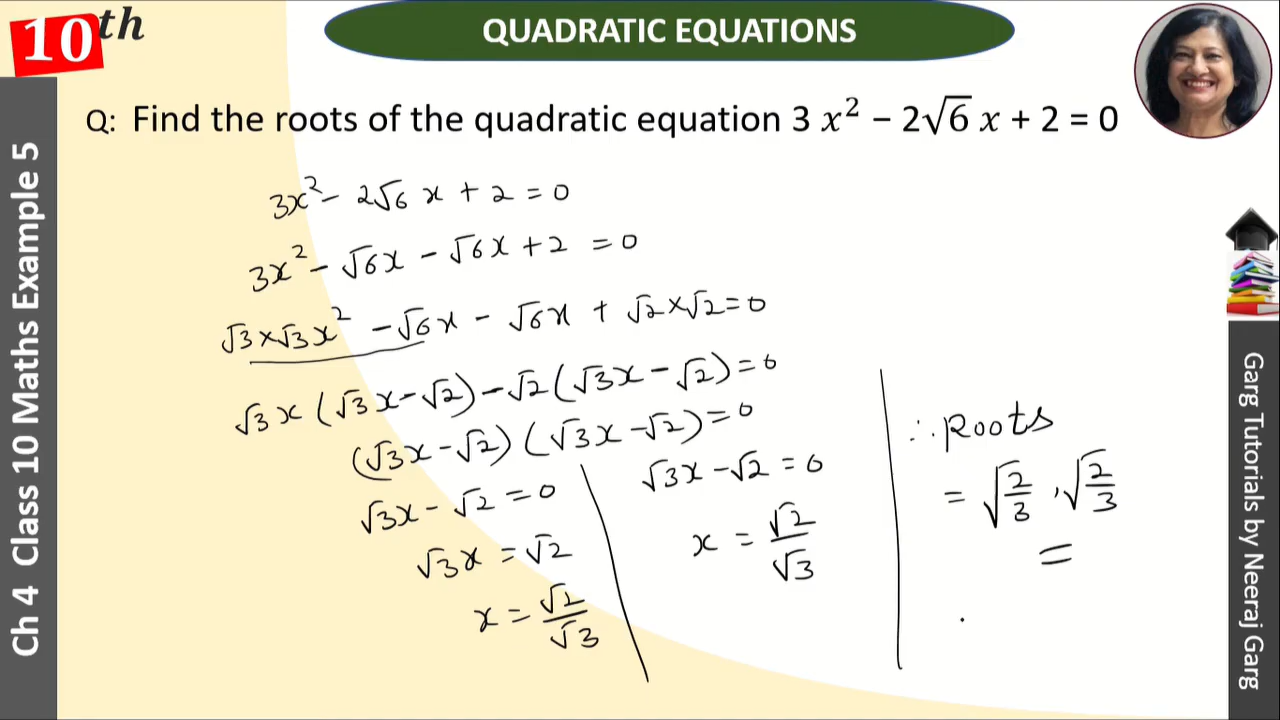 10th
QUADRATIC EQUATIONS
Q: Find the roots of the quadratic equation 3 x² − 2√6 x + 2 = 0
3x² − 2√6 x + 2 = 0
3x² − √6x − √6x + 2 = 0
√3×√3x² − √6x − √6x + √2×√2 = 0
√3x (√3x − √2) − √2 (√3x − √2) = 0
(√3x − √2) (√3x − √2) = 0
√3x − √2 = 0
√3x = √2
x = √2/√3
√3x − √2 = 0
x = √2/√3
∴ Roots
= √2/3 , √2/3
=
Ch 4 Class 10 Maths Example 5
Garg Tutorials by Neeraj Garg